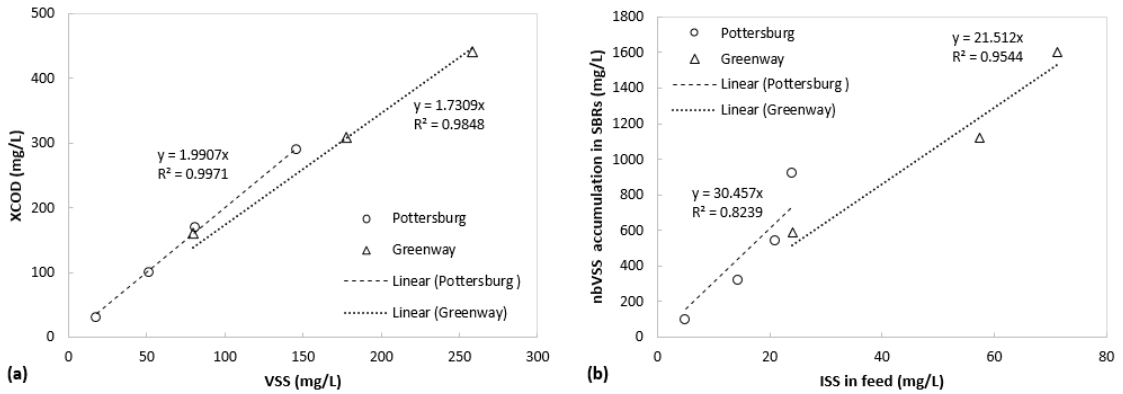 500
400
300
200
100
0
XCOD (mg/L)
y = 1.9907x
R² = 0.9971
y = 1.7309x
R² = 0.9848
Pottersburg
Greenway
Linear (Pottersburg )
Linear (Greenway)
0 50 100 150 200 250 300
(a)
VSS (mg/L)
1800
1600
1400
1200
1000
800
600
400
200
0
nbVSS accumulation in SBRs (mg/L)
Pottersburg
Greenway
Linear (Pottersburg )
Linear (Greenway)
y = 21.512x
R² = 0.9544
y = 30.457x
R² = 0.8239
0 20 40 60 80
(b)
ISS in feed (mg/L)